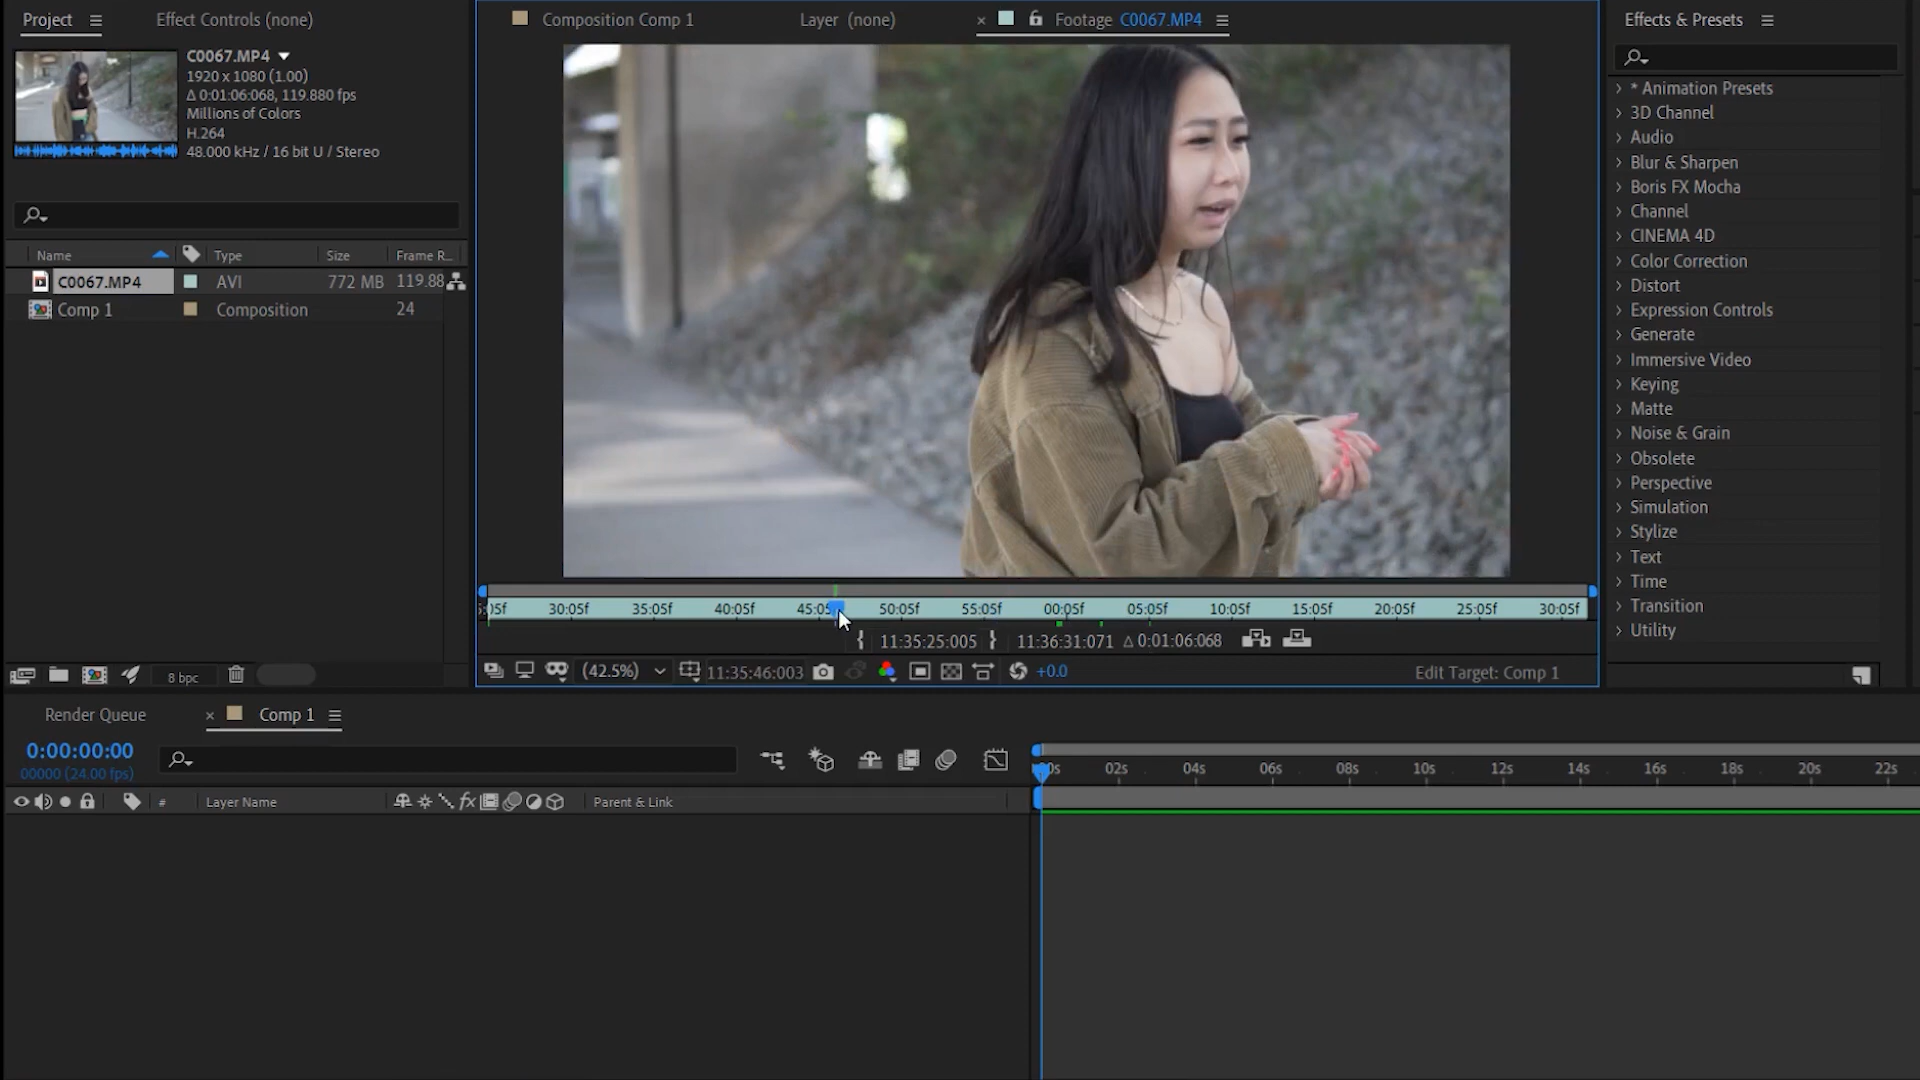 Project
Effect Controls (none)
Composition Comp 1
Layer (none)
Footage C0067.MP4
Effects & Presets
C0067.MP4
1920 x 1080 (1.00)
Δ 0:01:06:068, 119.880 fps
Millions of Colors
H.264
48.000 kHz / 16 bit U / Stereo
Name
Type
Size
Frame R...
C0067.MP4
AVI
772 MB
119.88
Comp 1
Composition
24
8 bpc
* Animation Presets
3D Channel
Audio
Blur & Sharpen
Boris FX Mocha
Channel
CINEMA 4D
Color Correction
Distort
Expression Controls
Generate
Immersive Video
Keying
Matte
Noise & Grain
Obsolete
Perspective
Simulation
Stylize
Text
Time
Transition
Utility
:05f 30:05f 35:05f 40:05f 45:05 50:05f 55:05f 00:05f 05:05f 10:05f 15:05f 20:05f 25:05f 30:05f
{ 11:35:25:005 } 11:36:31:071 Δ 0:01:06:068
(42.5%)
11:35:46:003
+0.0
Edit Target: Comp 1
Render Queue
Comp 1
0:00:00:00
00000 (24.00 fps)
# Layer Name
fx
Parent & Link
0s 02s 04s 06s 08s 10s 12s 14s 16s 18s 20s 22s